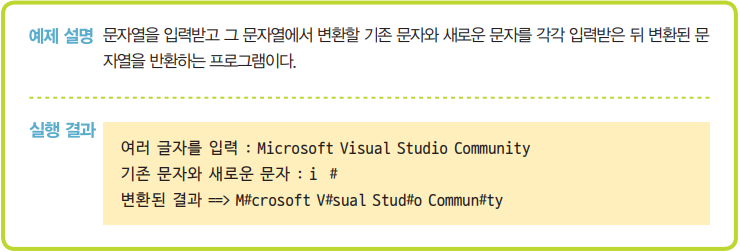 예제 설명 문자열을 입력받고 그 문자열에서 변환할 기존 문자와 새로운 문자를 각각 입력받은 뒤 변환된 문
자열을 반환하는 프로그램이다.
실행 결과
여러 글자를 입력 : Microsoft Visual Studio Community
기존 문자와 새로운 문자 : i #
변환된 결과 ==> M#crosoft V#sual Stud#o Commun#ty